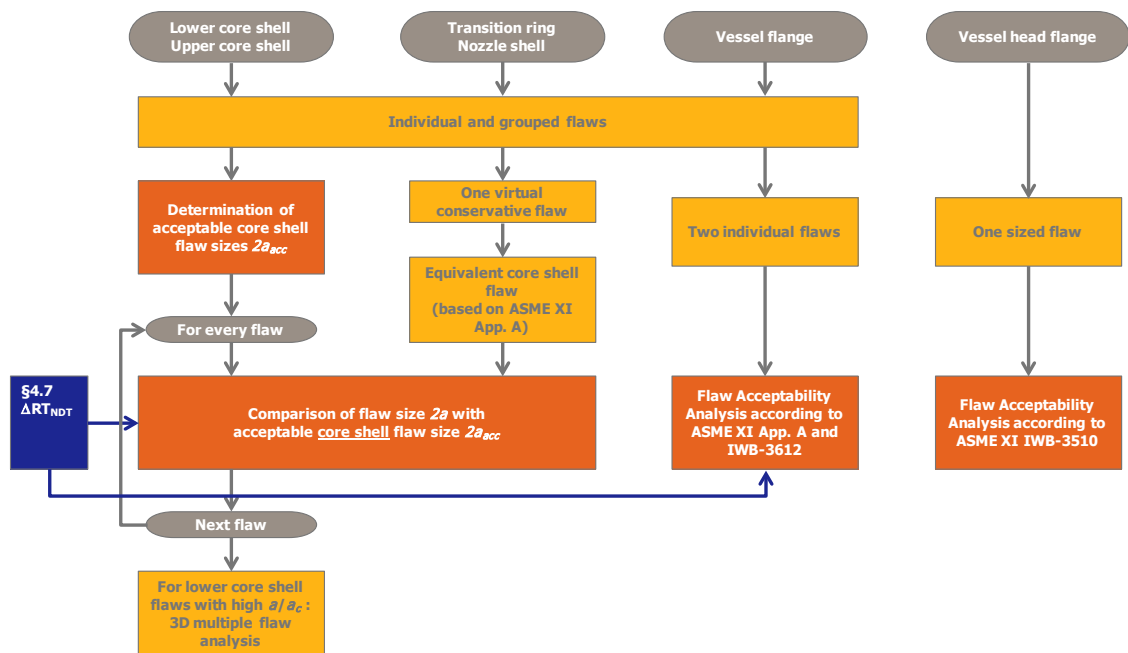 Lower core shell
Upper core shell
Transition ring
Nozzle shell
Vessel flange
Vessel head flange
Individual and grouped flaws
Determination of
acceptable core shell
flaw sizes 2a_acc
One virtual
conservative flaw
Two individual flaws
One sized flaw
Equivalent core shell
flaw
(based on ASME XI
App. A)
For every flaw
§4.7
ΔRT_NDT
Comparison of flaw size 2a with
acceptable core shell flaw size 2a_acc
Flaw Acceptability
Analysis according to
ASME XI App. A and
IWB-3612
Flaw Acceptability
Analysis according to
ASME XI IWB-3510
Next flaw
For lower core shell
flaws with high a/a_c :
3D multiple flaw
analysis